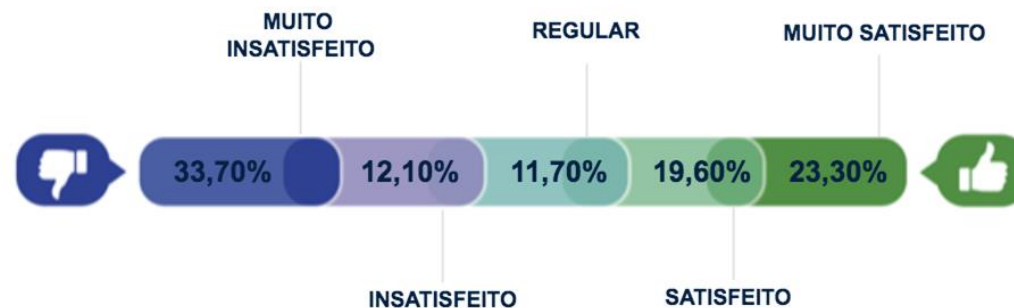 MUITO
INSATISFEITO
REGULAR
MUITO SATISFEITO
33,70%
12,10%
11,70%
19,60%
23,30%
INSATISFEITO
SATISFEITO